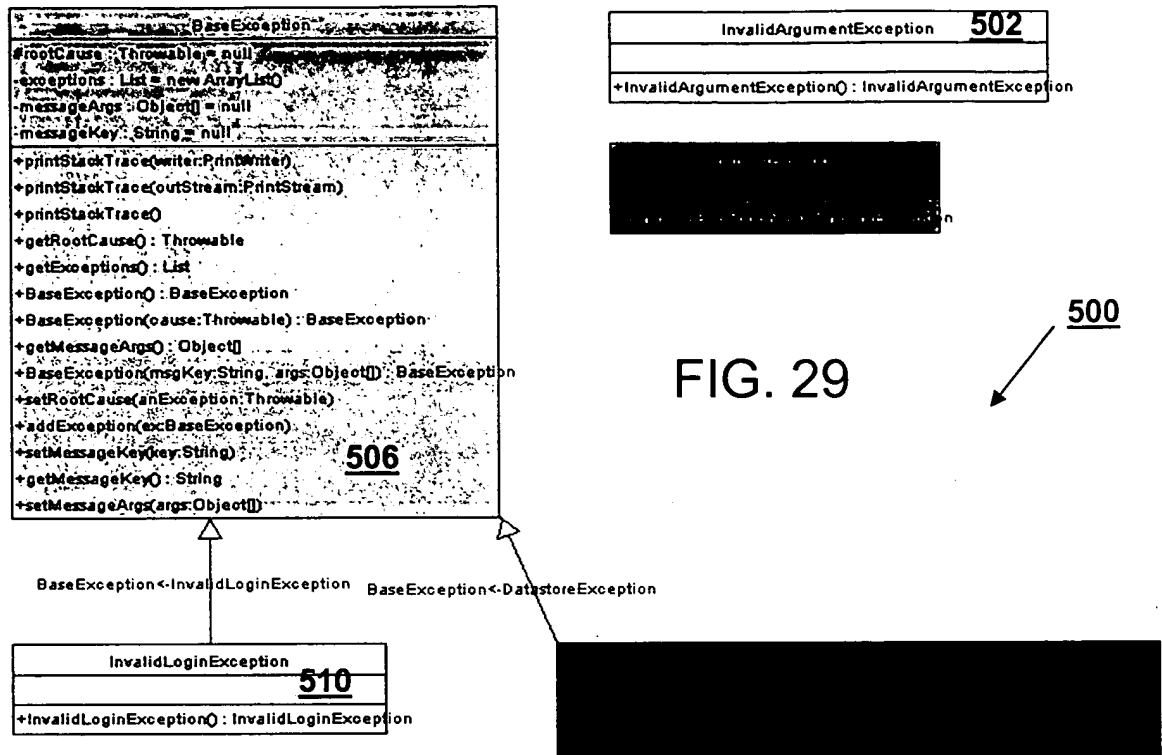 BaseException
#rootCause : Throwable = null
-exceptions : List = new ArrayList()
-messageArgs : Object[] = null
-messageKey : String = null
+printStackTrace(writer:PrintWriter)
+printStackTrace(outStream:PrintStream)
+printStackTrace()
+getRootCause() : Throwable
+getExceptions() : List
+BaseException() : BaseException
+BaseException(cause:Throwable) : BaseException
+getMessageArgs() : Object[]
+BaseException(msgKey:String, args:Object[]) : BaseException
+setRootCause(anException:Throwable)
+addException(ex:BaseException)
+setMessageKey(key:String)
506
+getMessageKey() : String
+setMessageArgs(args:Object[])
InvalidArgumentException 502
+InvalidArgumentException() : InvalidArgumentException
500
FIG. 29
BaseException<-InvalidLoginException
BaseException<-DatastoreException
InvalidLoginException
510
+InvalidLoginException() : InvalidLoginException